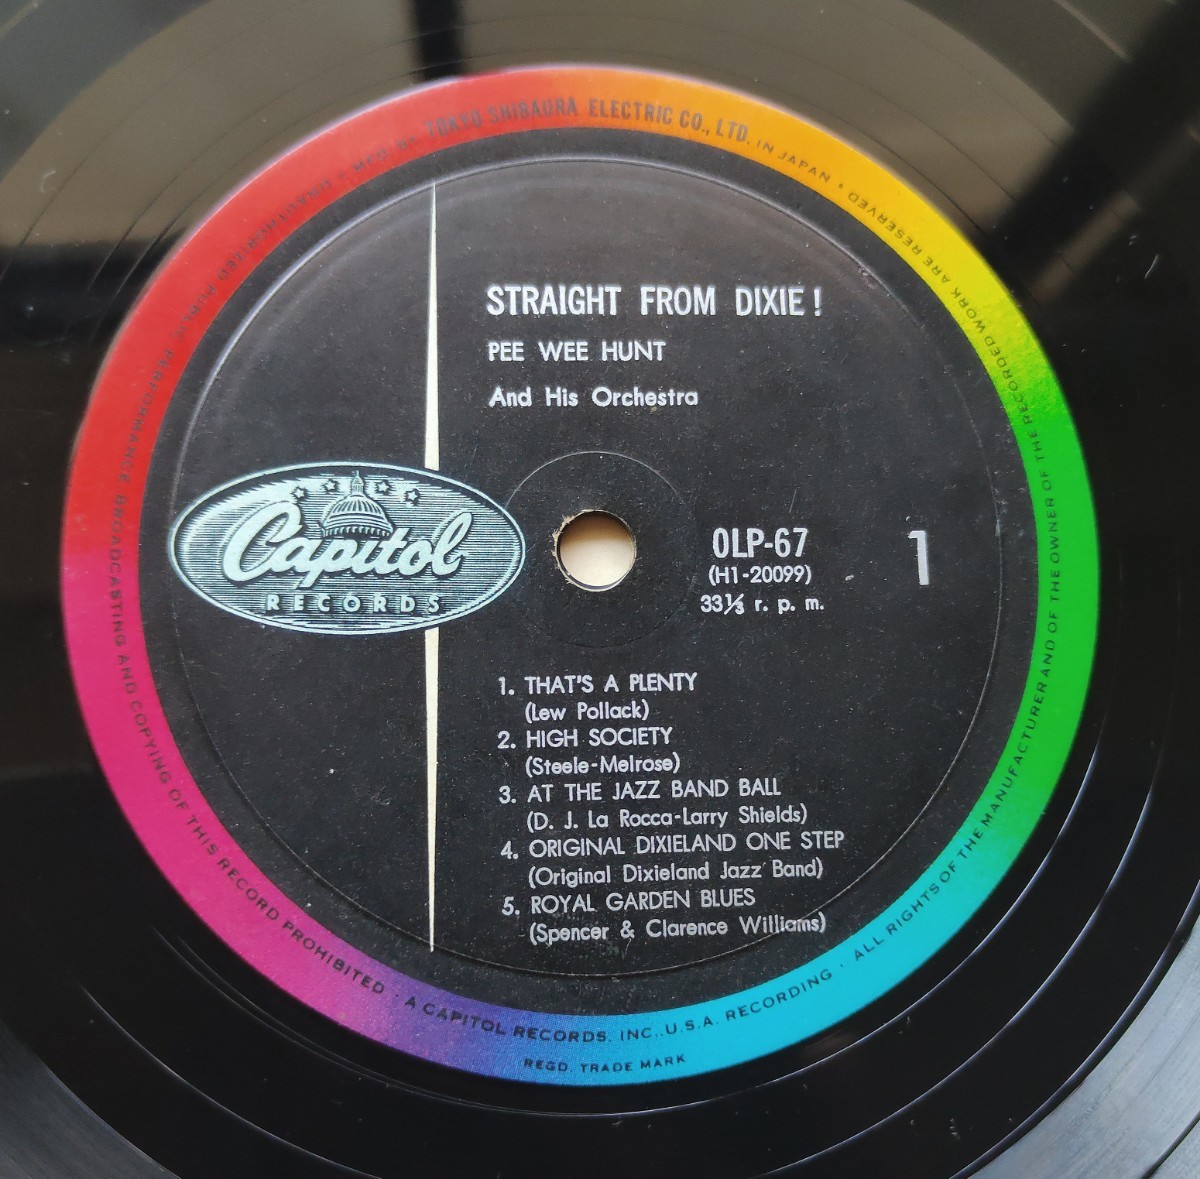 STRAIGHT FROM DIXIE!
PEE WEE HUNT
And His Orchestra
Capitol
RECORDS
OLP-67
(H1-20099)
33⅓ r. p. m.
1
1. THAT'S A PLENTY
(Lew Pollack)
2. HIGH SOCIETY
(Steele-Melrose)
3. AT THE JAZZ BAND BALL
(D. J. La Rocca-Larry Shields)
4. ORIGINAL DIXIELAND ONE STEP
(Original Dixieland Jazz Band)
5. ROYAL GARDEN BLUES
(Spencer & Clarence Williams)
MFG. BY TOKYO SHIBAURA ELECTRIC CO., LTD. IN JAPAN •
UNAUTHORIZED PUBLIC PERFORMANCE BROADCASTING AND COPYING OF THIS RECORD PROHIBITED · A CAPITOL RECORDS, INC., U.S.A. RECORDING · ALL RIGHTS OF THE MANUFACTURER AND OF THE OWNER OF THE RECORDED WORK ARE RESERVED
REGD. TRADE MARK